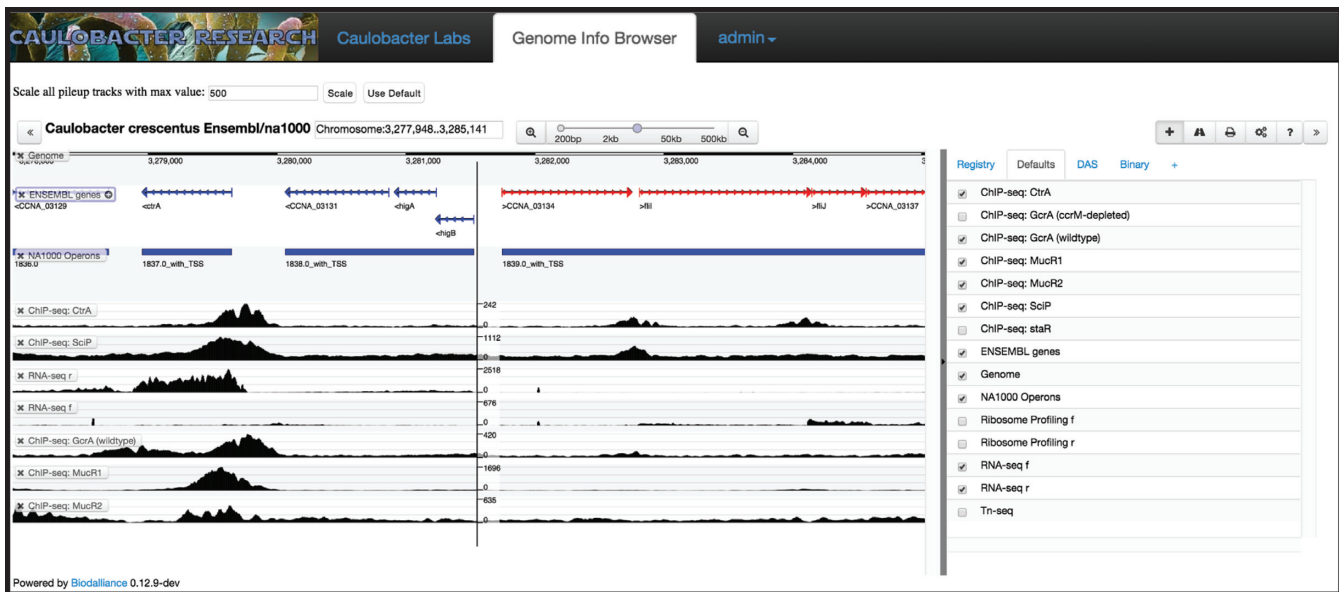 CAULOBACTER RESEARCH Caulobacter Labs Genome Info Browser admin
Scale all pileup tracks with max value: 500 Scale Use Default
« Caulobacter crescentus Ensembl/na1000 Chromosome:3,277,948..3,285,141
200bp 2kb 50kb 500kb
+ ? »
Genome
3,279,000 3,280,000 3,281,000 3,282,000 3,283,000 3,284,000 3
ENSEMBL genes
<CCNA_03129 <ctrA <CCNA_03131 <higA >CCNA_03134 >fliI >fliJ >CCNA_03137
<higB
NA1000 Operons
1836.0 1837.0_with_TSS 1838.0_with_TSS 1839.0_with_TSS
ChIP-seq: CtrA
242
0
ChIP-seq: SciP
1112
0
RNA-seq r
2518
0
RNA-seq f
676
0
ChIP-seq: GcrA (wildtype)
420
0
ChIP-seq: MucR1
1696
0
ChIP-seq: MucR2
635
0
Registry Defaults DAS Binary +
ChIP-seq: CtrA
ChIP-seq: GcrA (ccrM-depleted)
ChIP-seq: GcrA (wildtype)
ChIP-seq: MucR1
ChIP-seq: MucR2
ChIP-seq: SciP
ChIP-seq: staR
ENSEMBL genes
Genome
NA1000 Operons
Ribosome Profiling f
Ribosome Profiling r
RNA-seq f
RNA-seq r
Tn-seq
Powered by Biodalliance 0.12.9-dev